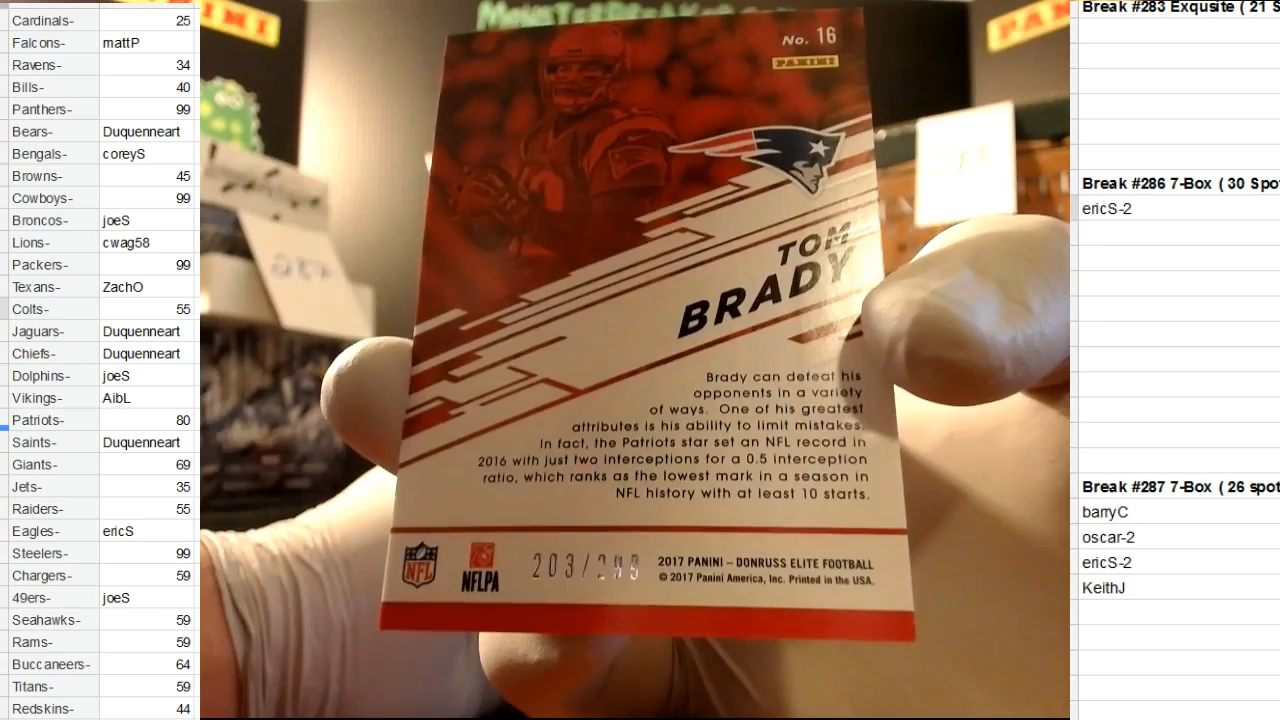 Cardinals- 25
Falcons- mattP
Ravens- 34
Bills- 40
Panthers- 99
Bears- Duquenneart
Bengals- coreyS
Browns- 45
Cowboys- 99
Broncos- joeS
Lions- cwag58
Packers- 99
Texans- ZachO
Colts- 55
Jaguars- Duquenneart
Chiefs- Duquenneart
Dolphins- joeS
Vikings- AibL
Patriots- 80
Saints- Duquenneart
Giants- 69
Jets- 35
Raiders- 55
Eagles- ericS
Steelers- 99
Chargers- 59
49ers- joeS
Seahawks- 59
Rams- 59
Buccaneers- 64
Titans- 59
Redskins- 44
No. 16
PANINI
TOM
BRADY
Brady can defeat his
opponents in a variety
of ways. One of his greatest
attributes is his ability to limit mistakes.
In fact, the Patriots star set an NFL record in
2016 with just two interceptions for a 0.5 interception
ratio, which ranks as the lowest mark in a season in
NFL history with at least 10 starts.
NFL
NFLPA
203/299
2017 PANINI – DONRUSS ELITE FOOTBALL
© 2017 Panini America, Inc. Printed in the USA.
287
Break #283 Exqusite ( 21 S
Break #286 7-Box ( 30 Spo
ericS-2
Break #287 7-Box ( 26 spot
barryC
oscar-2
ericS-2
KeithJ